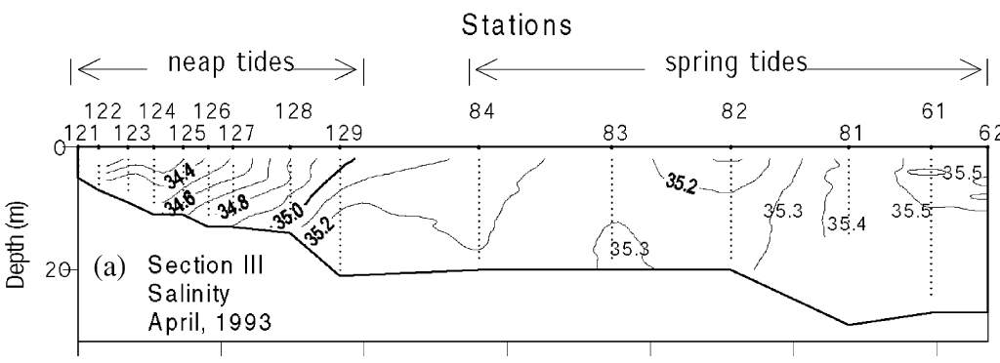 Stations
neap tides spring tides
122 124 126 128 84 82 61
121 123 125 127 129 83 81 62
0
34.4
35.2
35.5
34.6
34.8
35.0
35.3
35.5
35.4
35.2
35.3
20
Depth (m)
(a) Section III
Salinity
April, 1993